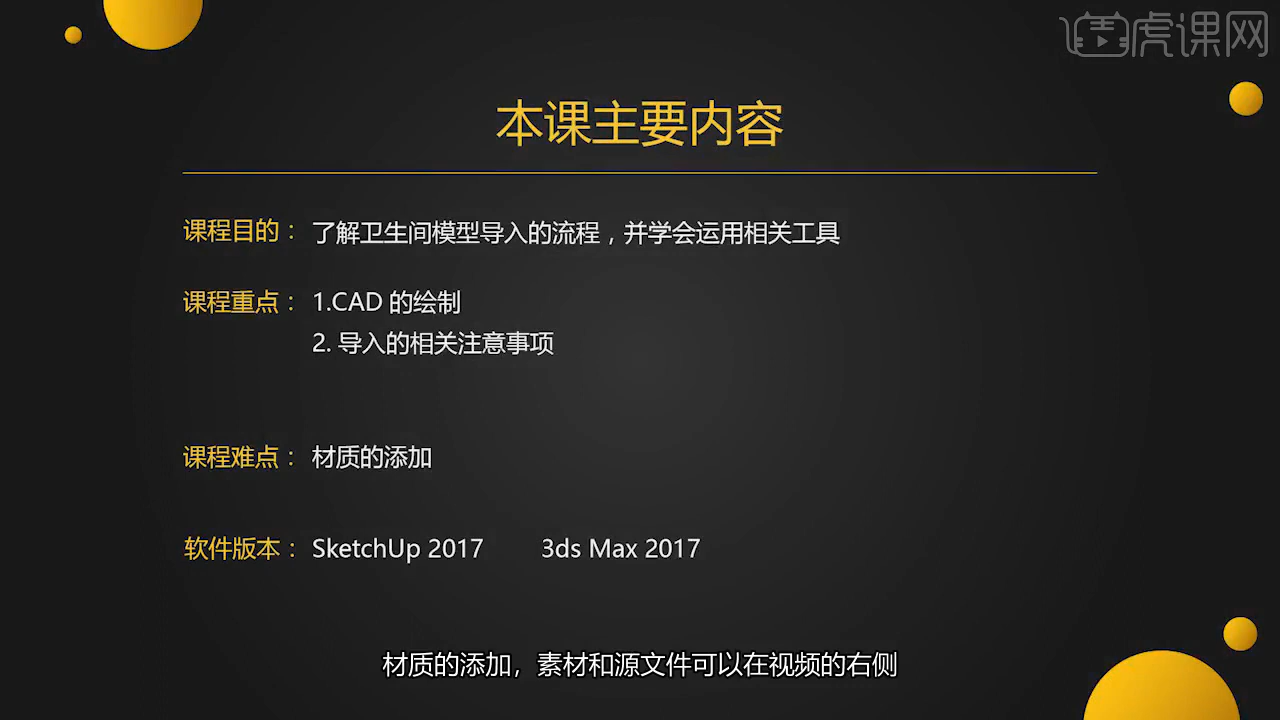 虎课网
本课主要内容
课程目的： 了解卫生间模型导入的流程，并学会运用相关工具
课程重点： 1.CAD 的绘制
2. 导入的相关注意事项
课程难点： 材质的添加
软件版本： SketchUp 2017 3ds Max 2017
材质的添加，素材和源文件可以在视频的右侧